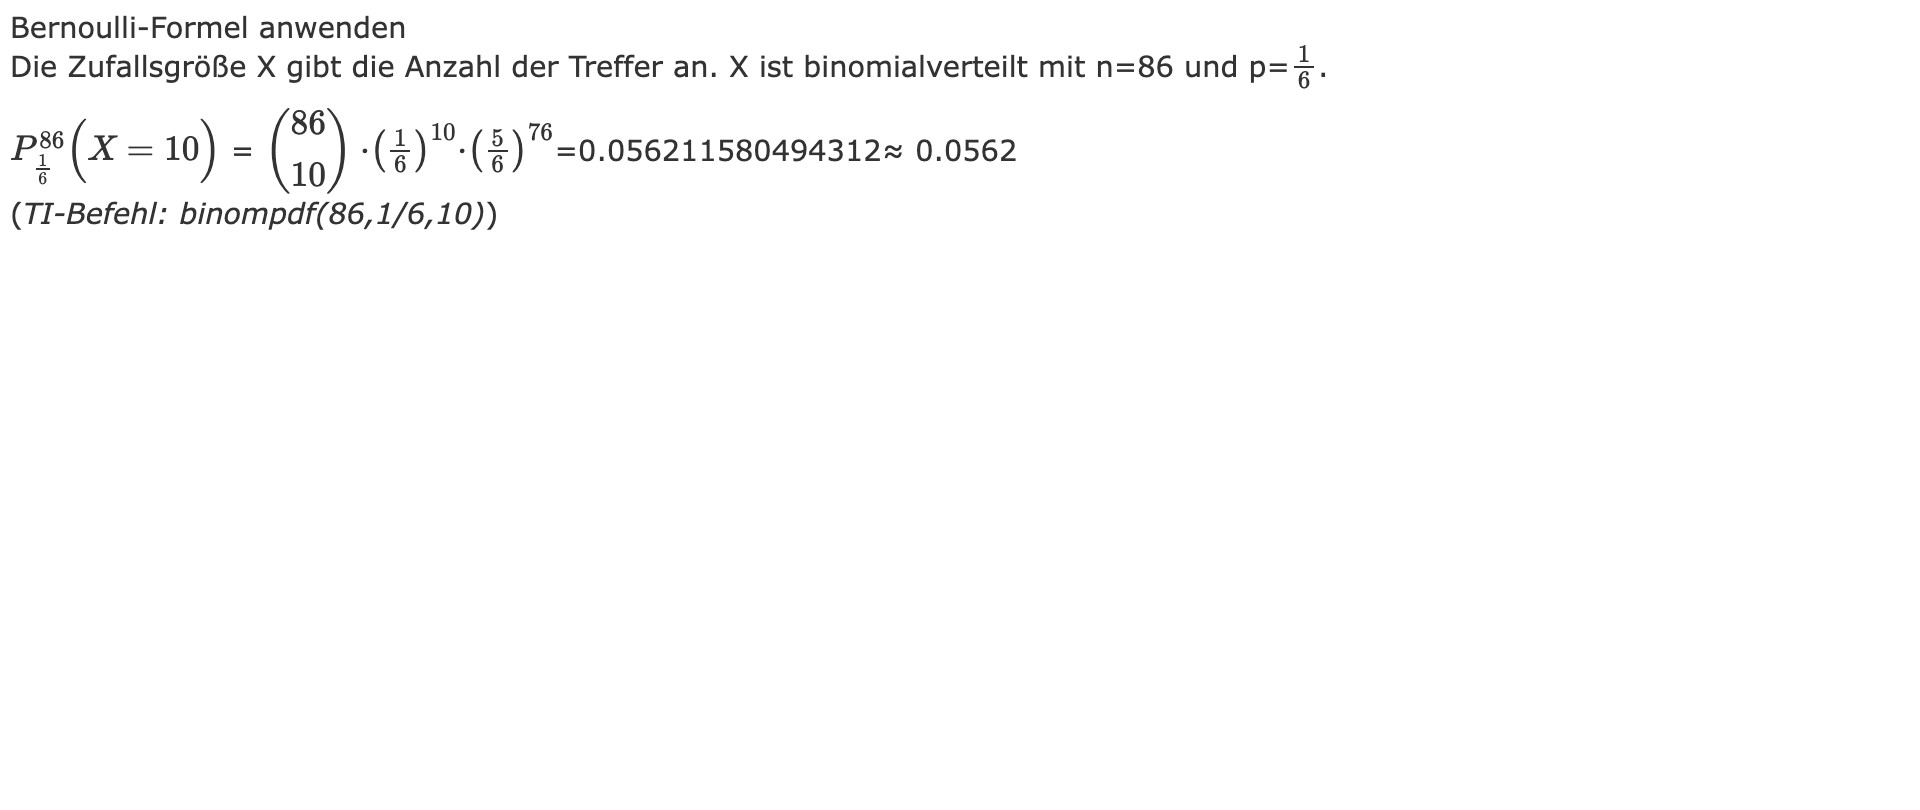 Bernoulli-Formel anwenden
Die Zufallsgröße X gibt die Anzahl der Treffer an. X ist binomialverteilt mit n=86 und p=$\frac{1}{6}$.
$P_{\frac{1}{6}}^{86}\left(X=10\right)$ = $\binom{86}{10}$ ⋅$\left(\frac{1}{6}\right)^{10}$⋅$\left(\frac{5}{6}\right)^{76}$=0.056211580494312≈ 0.0562
(TI-Befehl: binompdf(86,1/6,10))